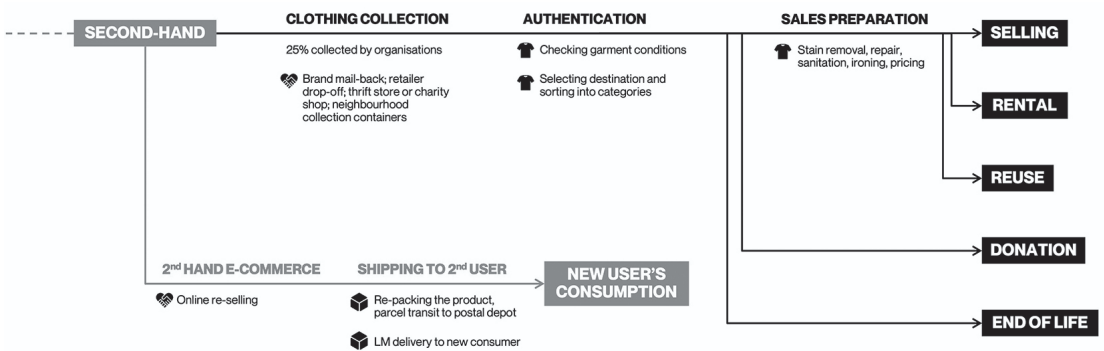 SECOND-HAND
CLOTHING COLLECTION
25% collected by organisations
Brand mail-back; retailer
drop-off; thrift store or charity
shop; neighbourhood
collection containers
AUTHENTICATION
Checking garment conditions
Selecting destination and
sorting into categories
SALES PREPARATION
Stain removal, repair,
sanitation, ironing, pricing
SELLING
RENTAL
REUSE
DONATION
END OF LIFE
2nd HAND E-COMMERCE
Online re-selling
SHIPPING TO 2nd USER
Re-packing the product,
parcel transit to postal depot
LM delivery to new consumer
NEW USER'S
CONSUMPTION